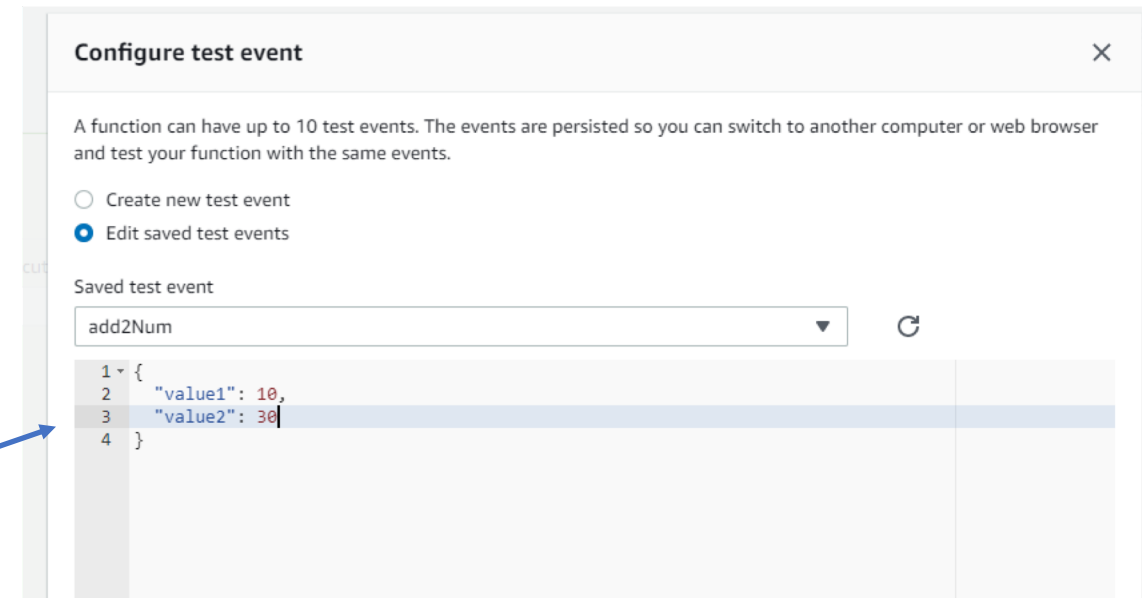 Configure test event
A function can have up to 10 test events. The events are persisted so you can switch to another computer or web browser
and test your function with the same events.
Create new test event
Edit saved test events
cut
Saved test event
add2Num
1 {
2 "value1": 10,
3 "value2": 30
4 }